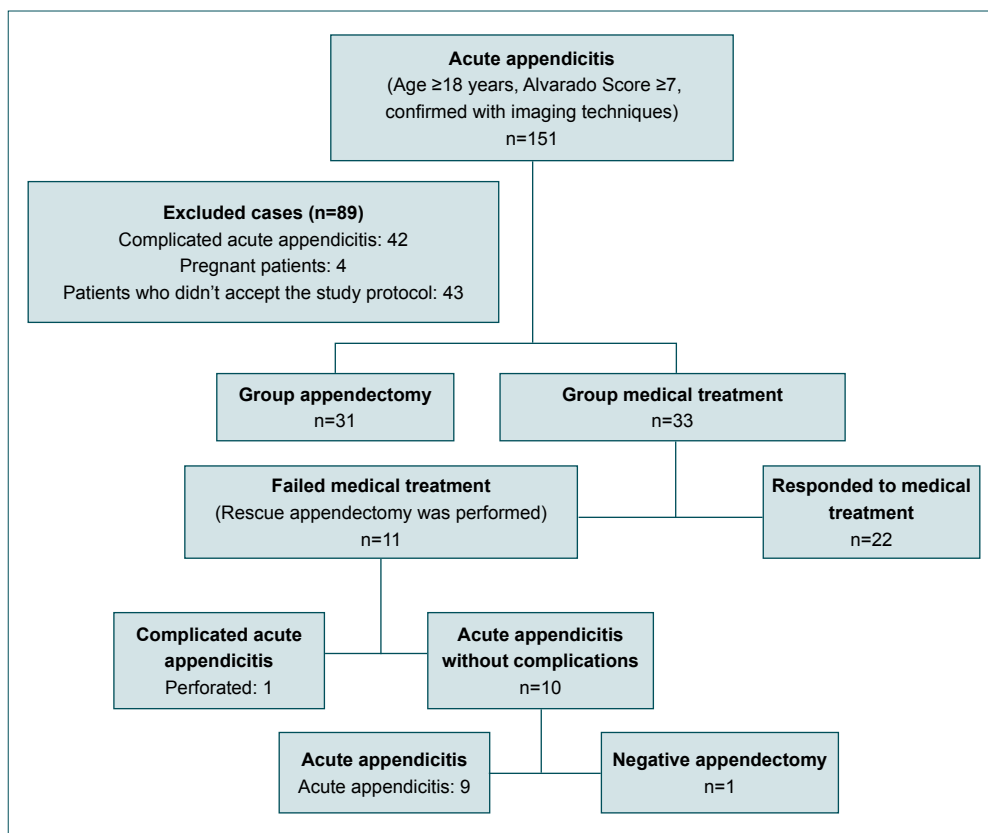 Acute appendicitis
(Age ≥18 years, Alvarado Score ≥7,
confirmed with imaging techniques)
n=151
Excluded cases (n=89)
Complicated acute appendicitis: 42
Pregnant patients: 4
Patients who didn’t accept the study protocol: 43
Group appendectomy
n=31
Group medical treatment
n=33
Failed medical treatment
(Rescue appendectomy was performed)
n=11
Responded to medical
treatment
n=22
Complicated acute
appendicitis
Perforated: 1
Acute appendicitis
without complications
n=10
Acute appendicitis
Acute appendicitis: 9
Negative appendectomy
n=1